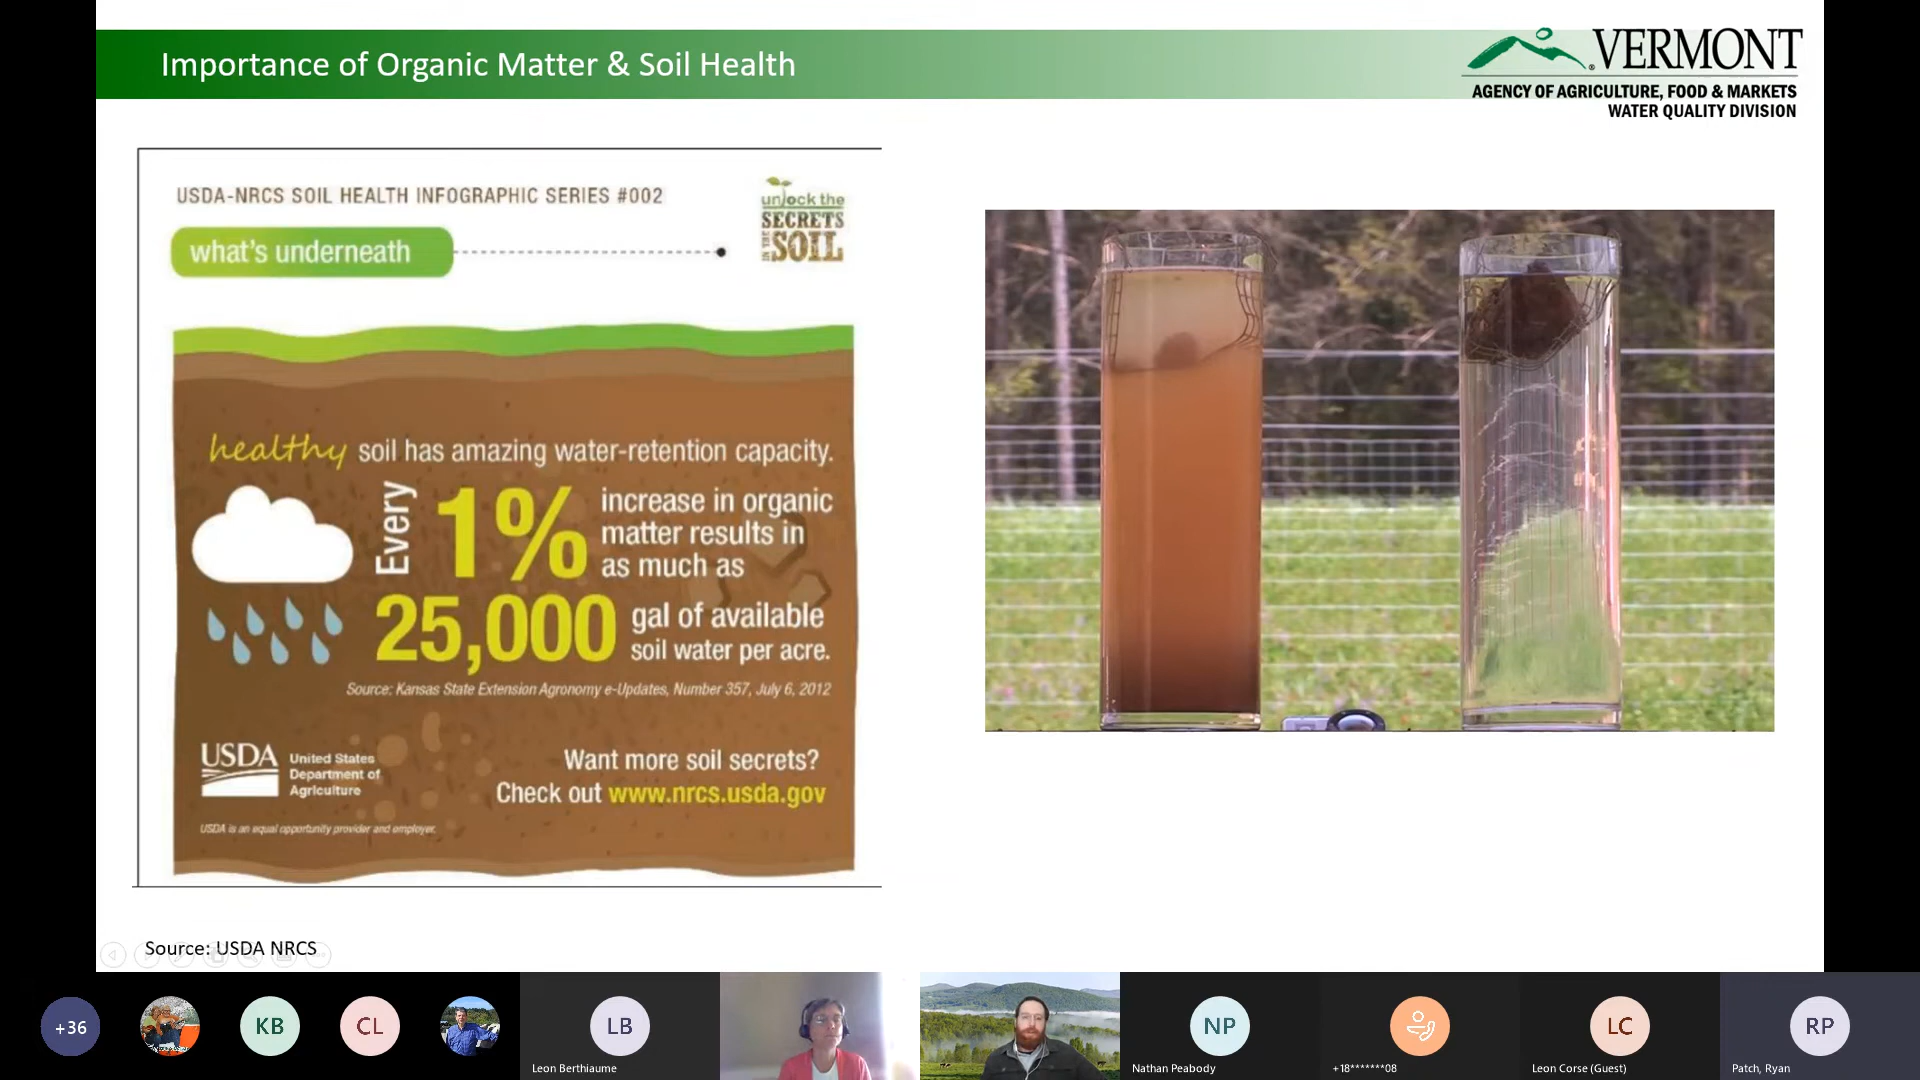 Importance of Organic Matter & Soil Health
VERMONT
AGENCY OF AGRICULTURE, FOOD & MARKETS
WATER QUALITY DIVISION
USDA-NRCS SOIL HEALTH INFOGRAPHIC SERIES #002
unlock the
SECRETS
IN THE
SOIL
what's underneath
healthy soil has amazing water-retention capacity.
Every 1% increase in organic
matter results in
as much as
25,000 gal of available
soil water per acre.
Source: Kansas State Extension Agronomy e-Updates, Number 357, July 6, 2012
USDA
United States
Department of
Agriculture
Want more soil secrets?
Check out www.nrcs.usda.gov
USDA is an equal opportunity provider and employer.
Source: USDA NRCS
+36
KB
CL
LB
Leon Berthiaume
NP
Nathan Peabody
+18*******08
LC
Leon Corse (Guest)
RP
Patch, Ryan